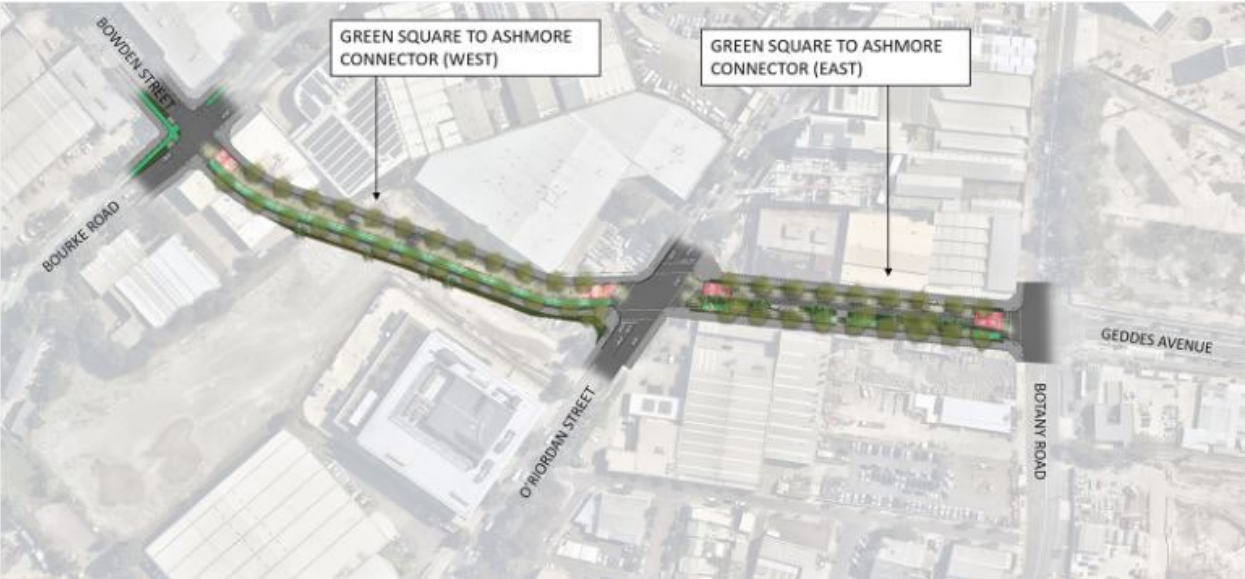 BOWDEN STREET
GREEN SQUARE TO ASHMORE
CONNECTOR (WEST)
GREEN SQUARE TO ASHMORE
CONNECTOR (EAST)
BOURKE ROAD
O'RIORDAN STREET
GEDDES AVENUE
BOTANY ROAD